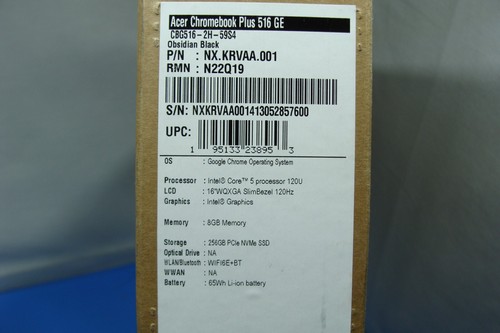 Acer Chromebook Plus 516 GE
CBG516-2H-59S4
Obsidian Black
P/N : NX.KRVAA.001
RMN : N22Q19
S/N: NXKRVAA001413052857600
UPC:
1 95133 23895 3
OS : Google Chrome Operating System
Processor : Intel® Core™ 5 processor 120U
LCD : 16"WQXGA SlimBezel 120Hz
Graphics : Intel® Graphics
Memory : 8GB Memory
Storage : 256GB PCIe NVMe SSD
Optical Drive : NA
WLAN/Bluetooth : WIFI6E+BT
WWAN : NA
Battery : 65Wh Li-ion battery